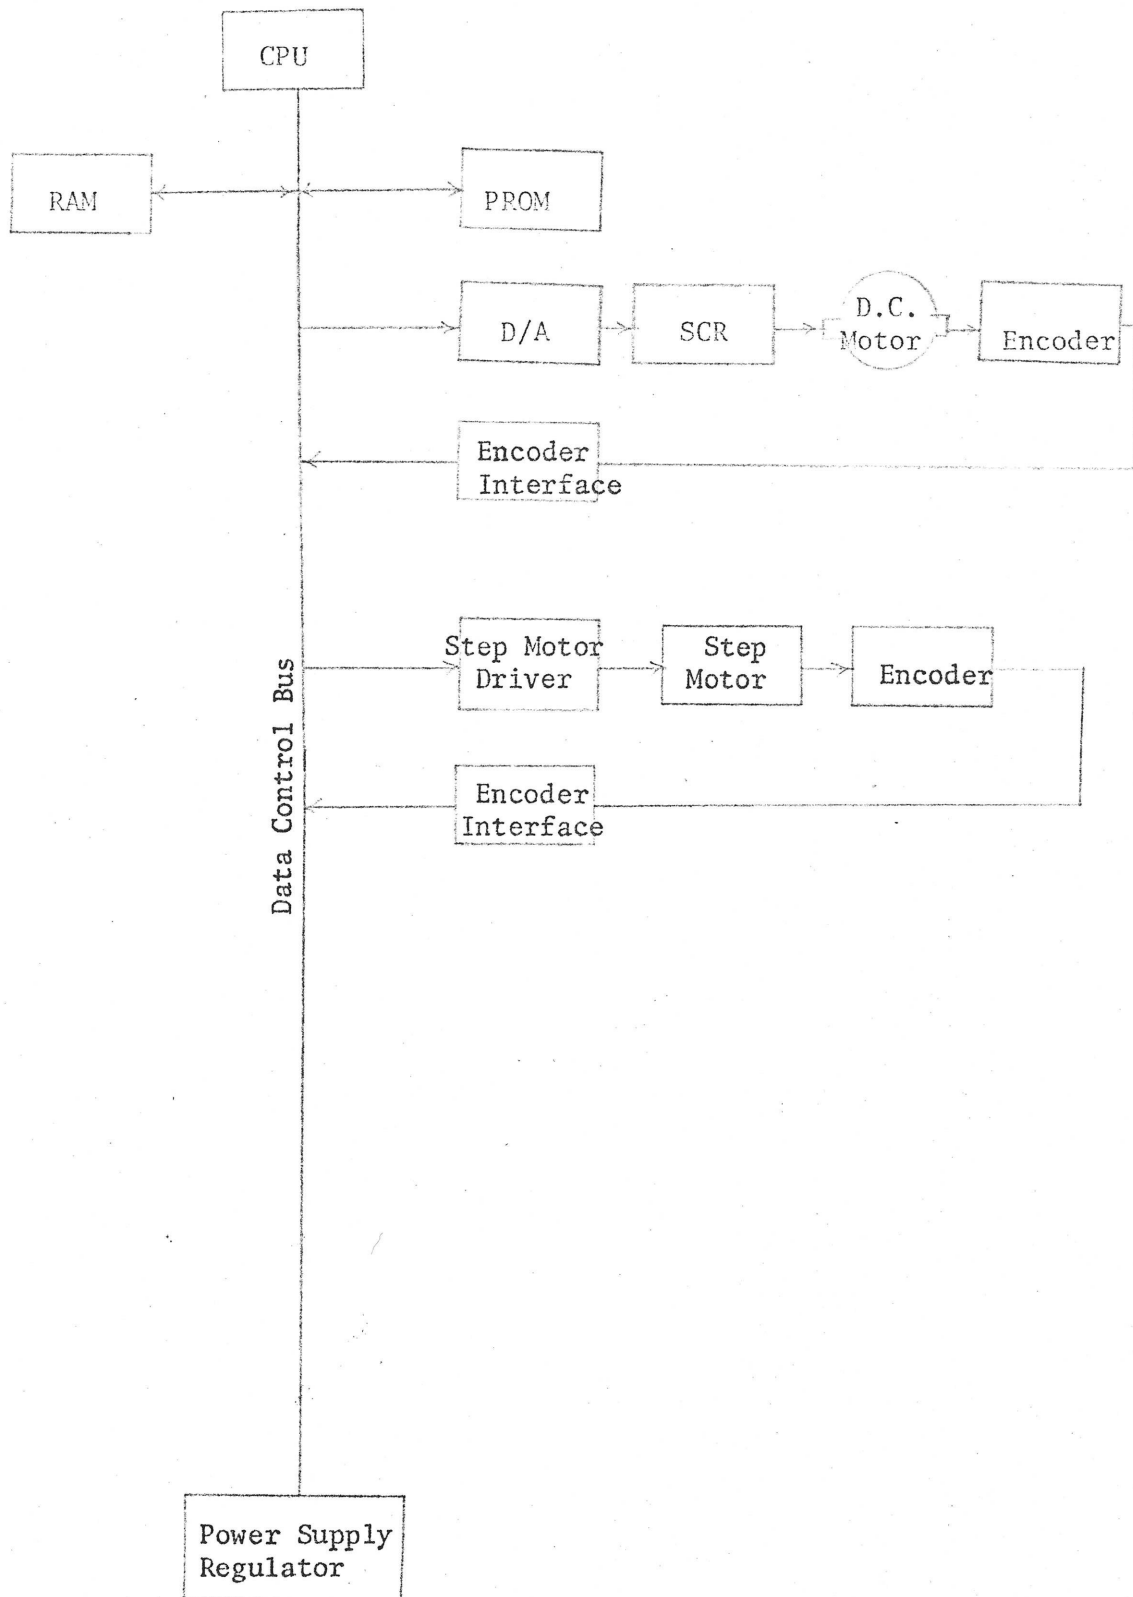 CPU
RAM
PROM
D/A
SCR
D.C.
Motor
Encoder
Encoder
Interface
Step Motor
Driver
Step
Motor
Encoder
Encoder
Interface
Data Control Bus
Power Supply
Regulator